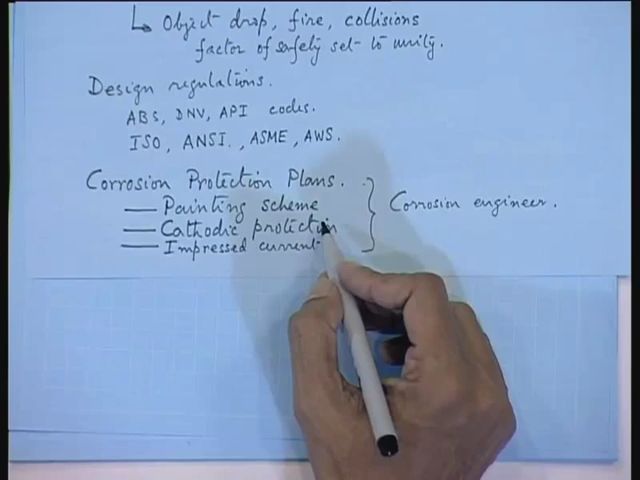 ↳ Object drop, fire, collisions
factor of safety set to unity.
Design regulations.
ABS, DNV, API codes.
ISO, ANSI., ASME, AWS.
Corrosion Protection Plans.
— Painting scheme
— Cathodic protection
— Impressed current
} Corrosion engineer.